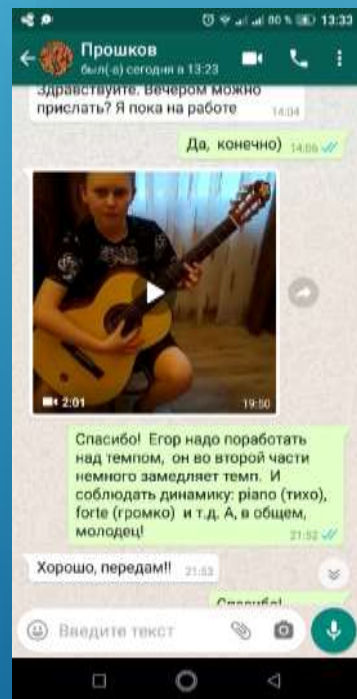 80 % 13:33
Прошков
был(-а) сегодня в 13:23
Здравствуйте. Вечером можно
прислать? Я пока на работе 14:04
Да, конечно) 14:06
2:01 19:50
Спасибо! Егор надо поработать
над темпом, он во второй части
немного замедляет темп. И
соблюдать динамику: piano (тихо),
forte (громко) и т.д. А, в общем,
молодец! 21:52
Хорошо, передам!! 21:53
Спасибо!
Введите текст